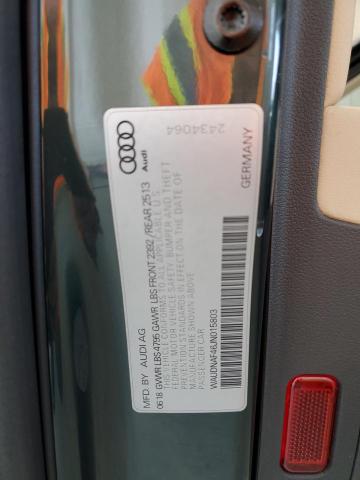 Audi
MFD. BY AUDI AG
06 18 GVWR LBS 4795 GAWR LBS FRONT 2392/REAR 2513
THIS VEHICLE CONFORMS TO ALL APPLICABLE U.S.
FEDERAL MOTOR VEHICLE SAFETY, BUMPER AND THEFT
PREVENTION STANDARDS IN EFFECT ON THE DATE OF
MANUFACTURE SHOWN ABOVE
PASSENGER CAR
WAUDNAF46JN015803
GERMANY
2434064